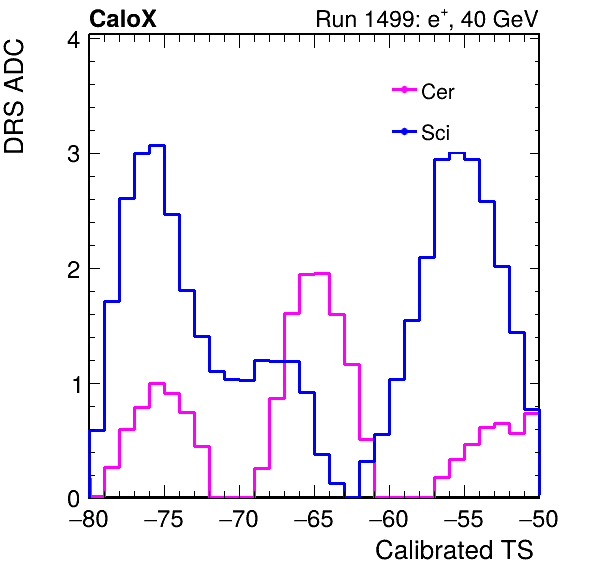 CaloX Run 1499: e⁺, 40 GeV
DRS ADC
4
3
2
1
0
Cer
Sci
−80 −75 −70 −65 −60 −55 −50
Calibrated TS